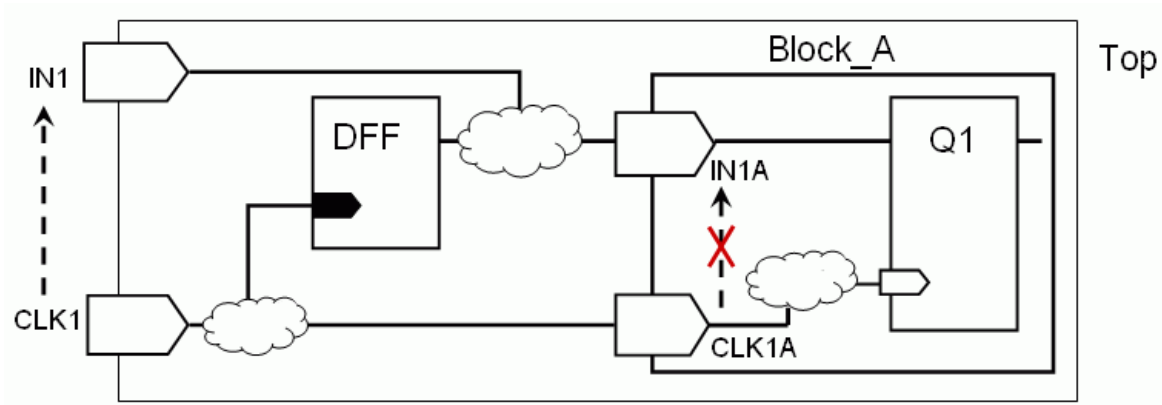 Block_A
Top
IN1
DFF
Q1
IN1A
CLK1
CLK1A